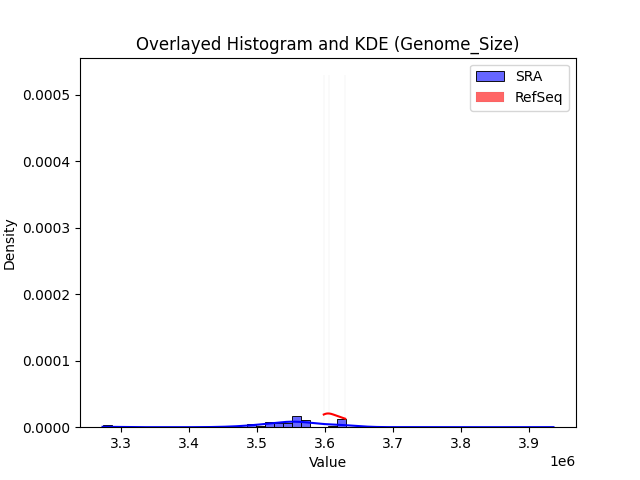 Overlayed Histogram and KDE (Genome_Size)
SRA
RefSeq
Density
0.0005
0.0004
0.0003
0.0002
0.0001
0.0000
3.3 3.4 3.5 3.6 3.7 3.8 3.9
Value
1e6